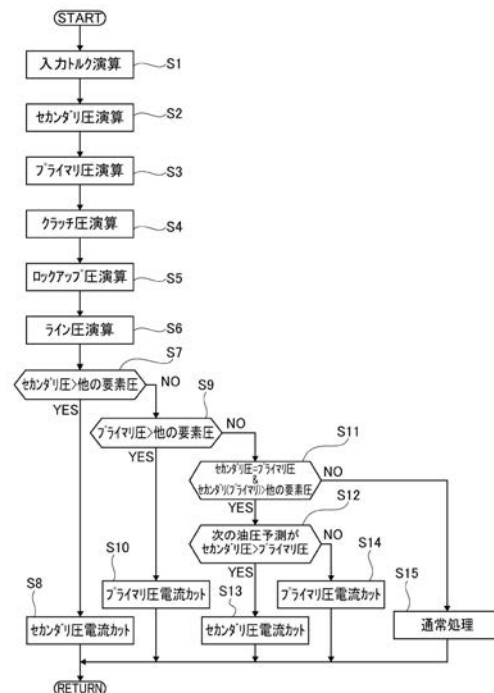 START
入力トルク演算
S1
セカンダリ圧演算
S2
プライマリ圧演算
S3
クラッチ圧演算
S4
ロックアップ圧演算
S5
ライン圧演算
S6
S7
セカンダリ圧>他の要素圧
NO
YES
S9
プライマリ圧>他の要素圧
NO
YES
S11
セカンダリ圧=プライマリ圧
&
セカンダリ(プライマリ)>他の要素圧
NO
YES
S12
次の油圧予測が
セカンダリ圧>プライマリ圧
NO
YES
S10
プライマリ圧電流カット
S14
プライマリ圧電流カット
S8
セカンダリ圧電流カット
S13
セカンダリ圧電流カット
S15
通常処理
RETURN